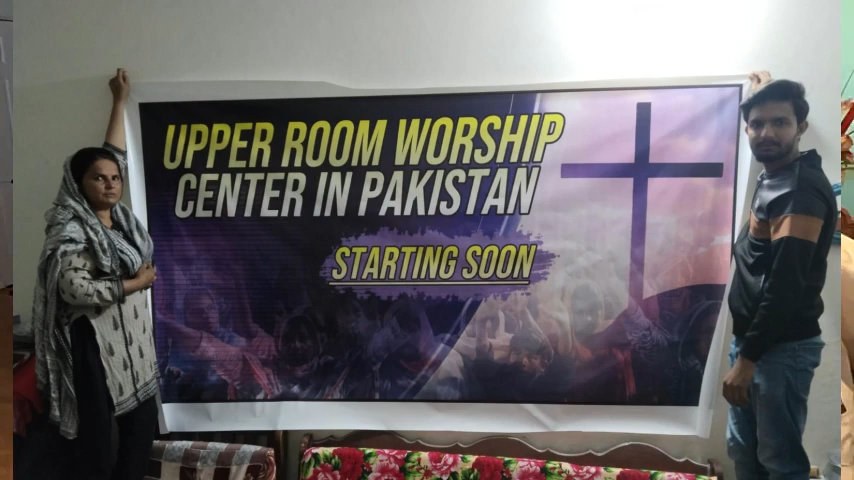 UPPER ROOM WORSHIP
CENTER IN PAKISTAN
STARTING SOON